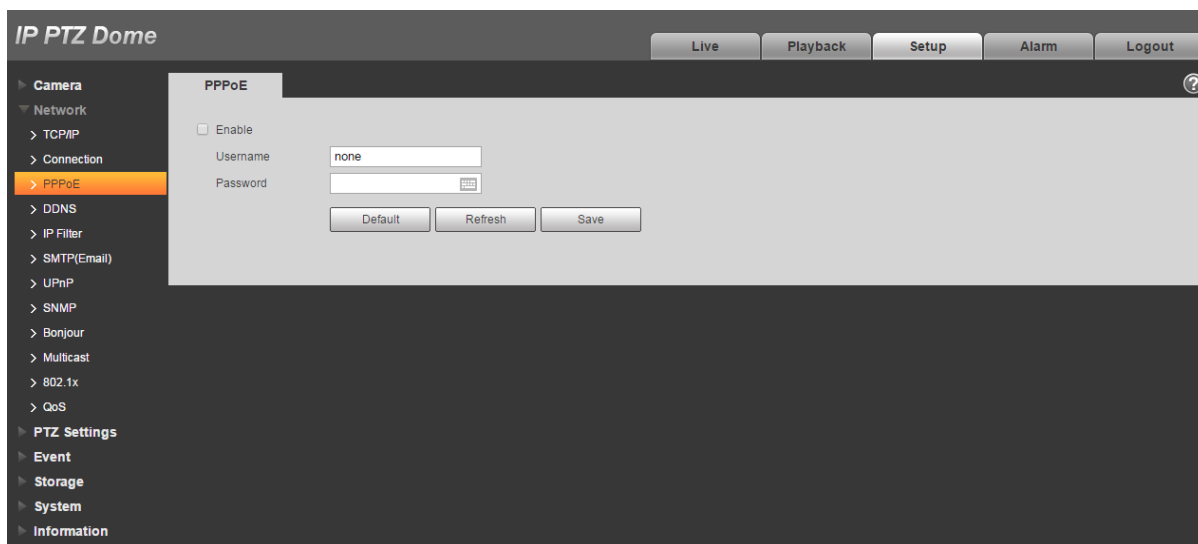 IP PTZ Dome
Live Playback Setup Alarm Logout
Camera
Network
TCP/IP
Connection
PPPoE
DDNS
IP Filter
SMTP(Email)
UPnP
SNMP
Bonjour
Multicast
802.1x
QoS
PTZ Settings
Event
Storage
System
Information
PPPoE
?
Enable
Username none
Password
Default Refresh Save